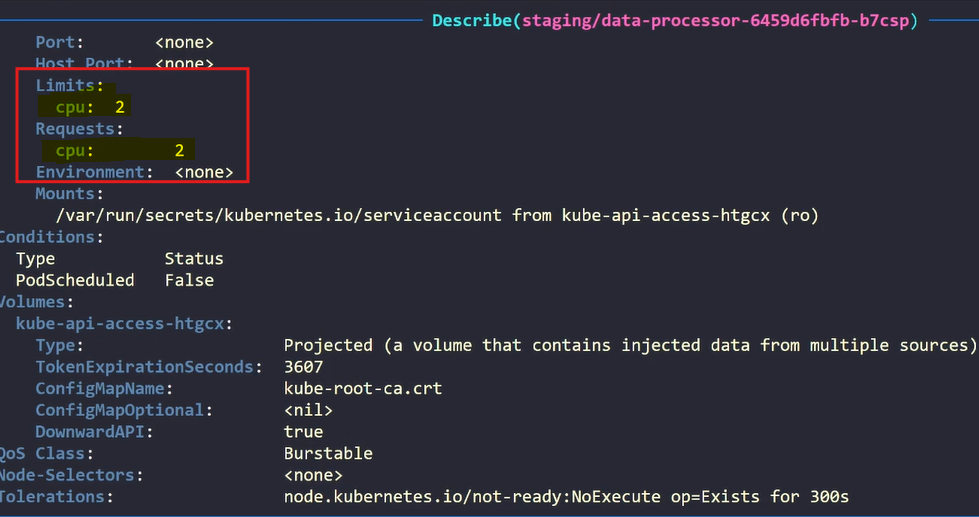 Describe(staging/data-processor-6459d6fbfb-b7csp)
Port: <none>
Host Port: <none>
Limits:
cpu: 2
Requests:
cpu: 2
Environment: <none>
Mounts:
/var/run/secrets/kubernetes.io/serviceaccount from kube-api-access-htgcx (ro)
Conditions:
Type Status
PodScheduled False
Volumes:
kube-api-access-htgcx:
Type: Projected (a volume that contains injected data from multiple sources)
TokenExpirationSeconds: 3607
ConfigMapName: kube-root-ca.crt
ConfigMapOptional: <nil>
DownwardAPI: true
QoS Class: Burstable
Node-Selectors: <none>
Tolerations: node.kubernetes.io/not-ready:NoExecute op=Exists for 300s